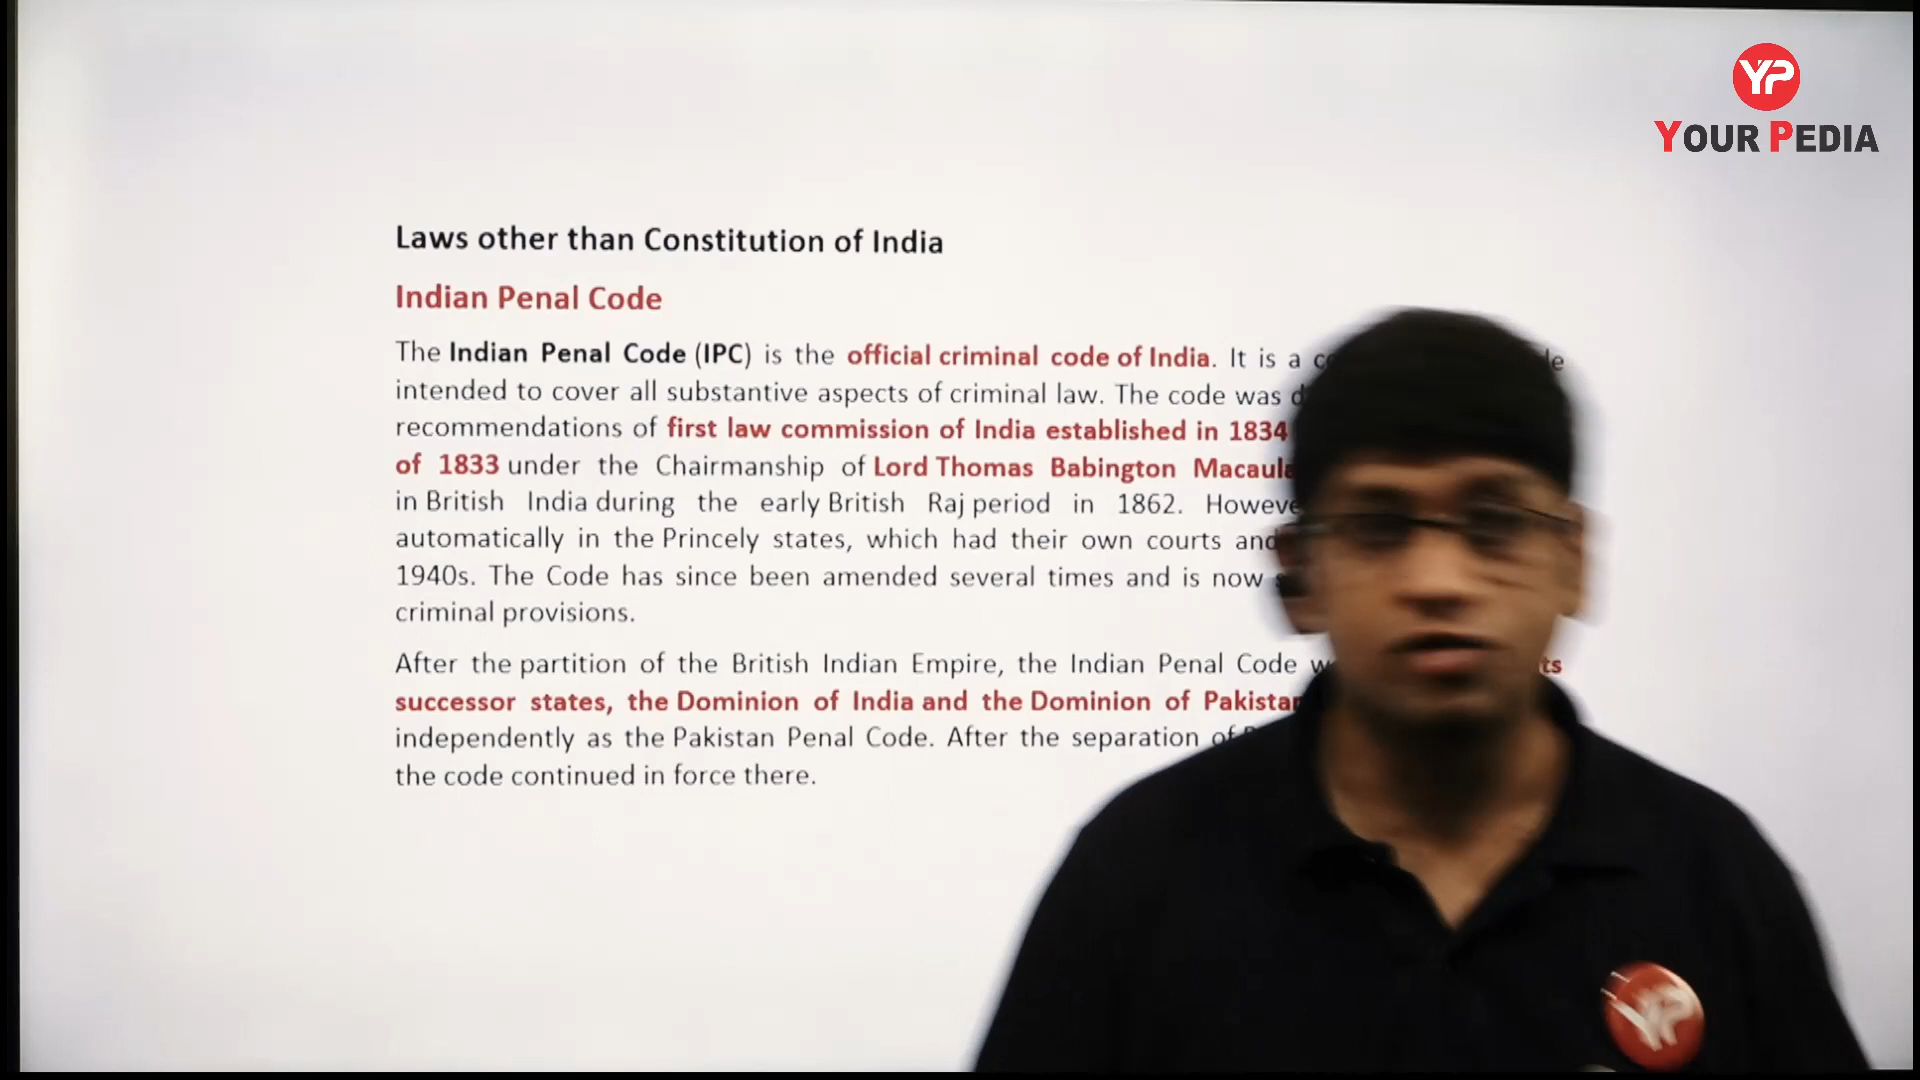 YP
YOUR PEDIA
Laws other than Constitution of India
Indian Penal Code
The Indian Penal Code (IPC) is the official criminal code of India. It is a
intended to cover all substantive aspects of criminal law. The code was
recommendations of first law commission of India established in 1834
of 1833 under the Chairmanship of Lord Thomas Babington
in British India during the early British Raj period in 1862.
automatically in the Princely states, which had their own courts and
1940s. The Code has since been amended several times and is now
criminal provisions.
After the partition of the British Indian Empire, the Indian Penal Code
successor states, the Dominion of India and the Dominion of
independently as the Pakistan Penal Code. After the separation of
the code continued in force there.
YP